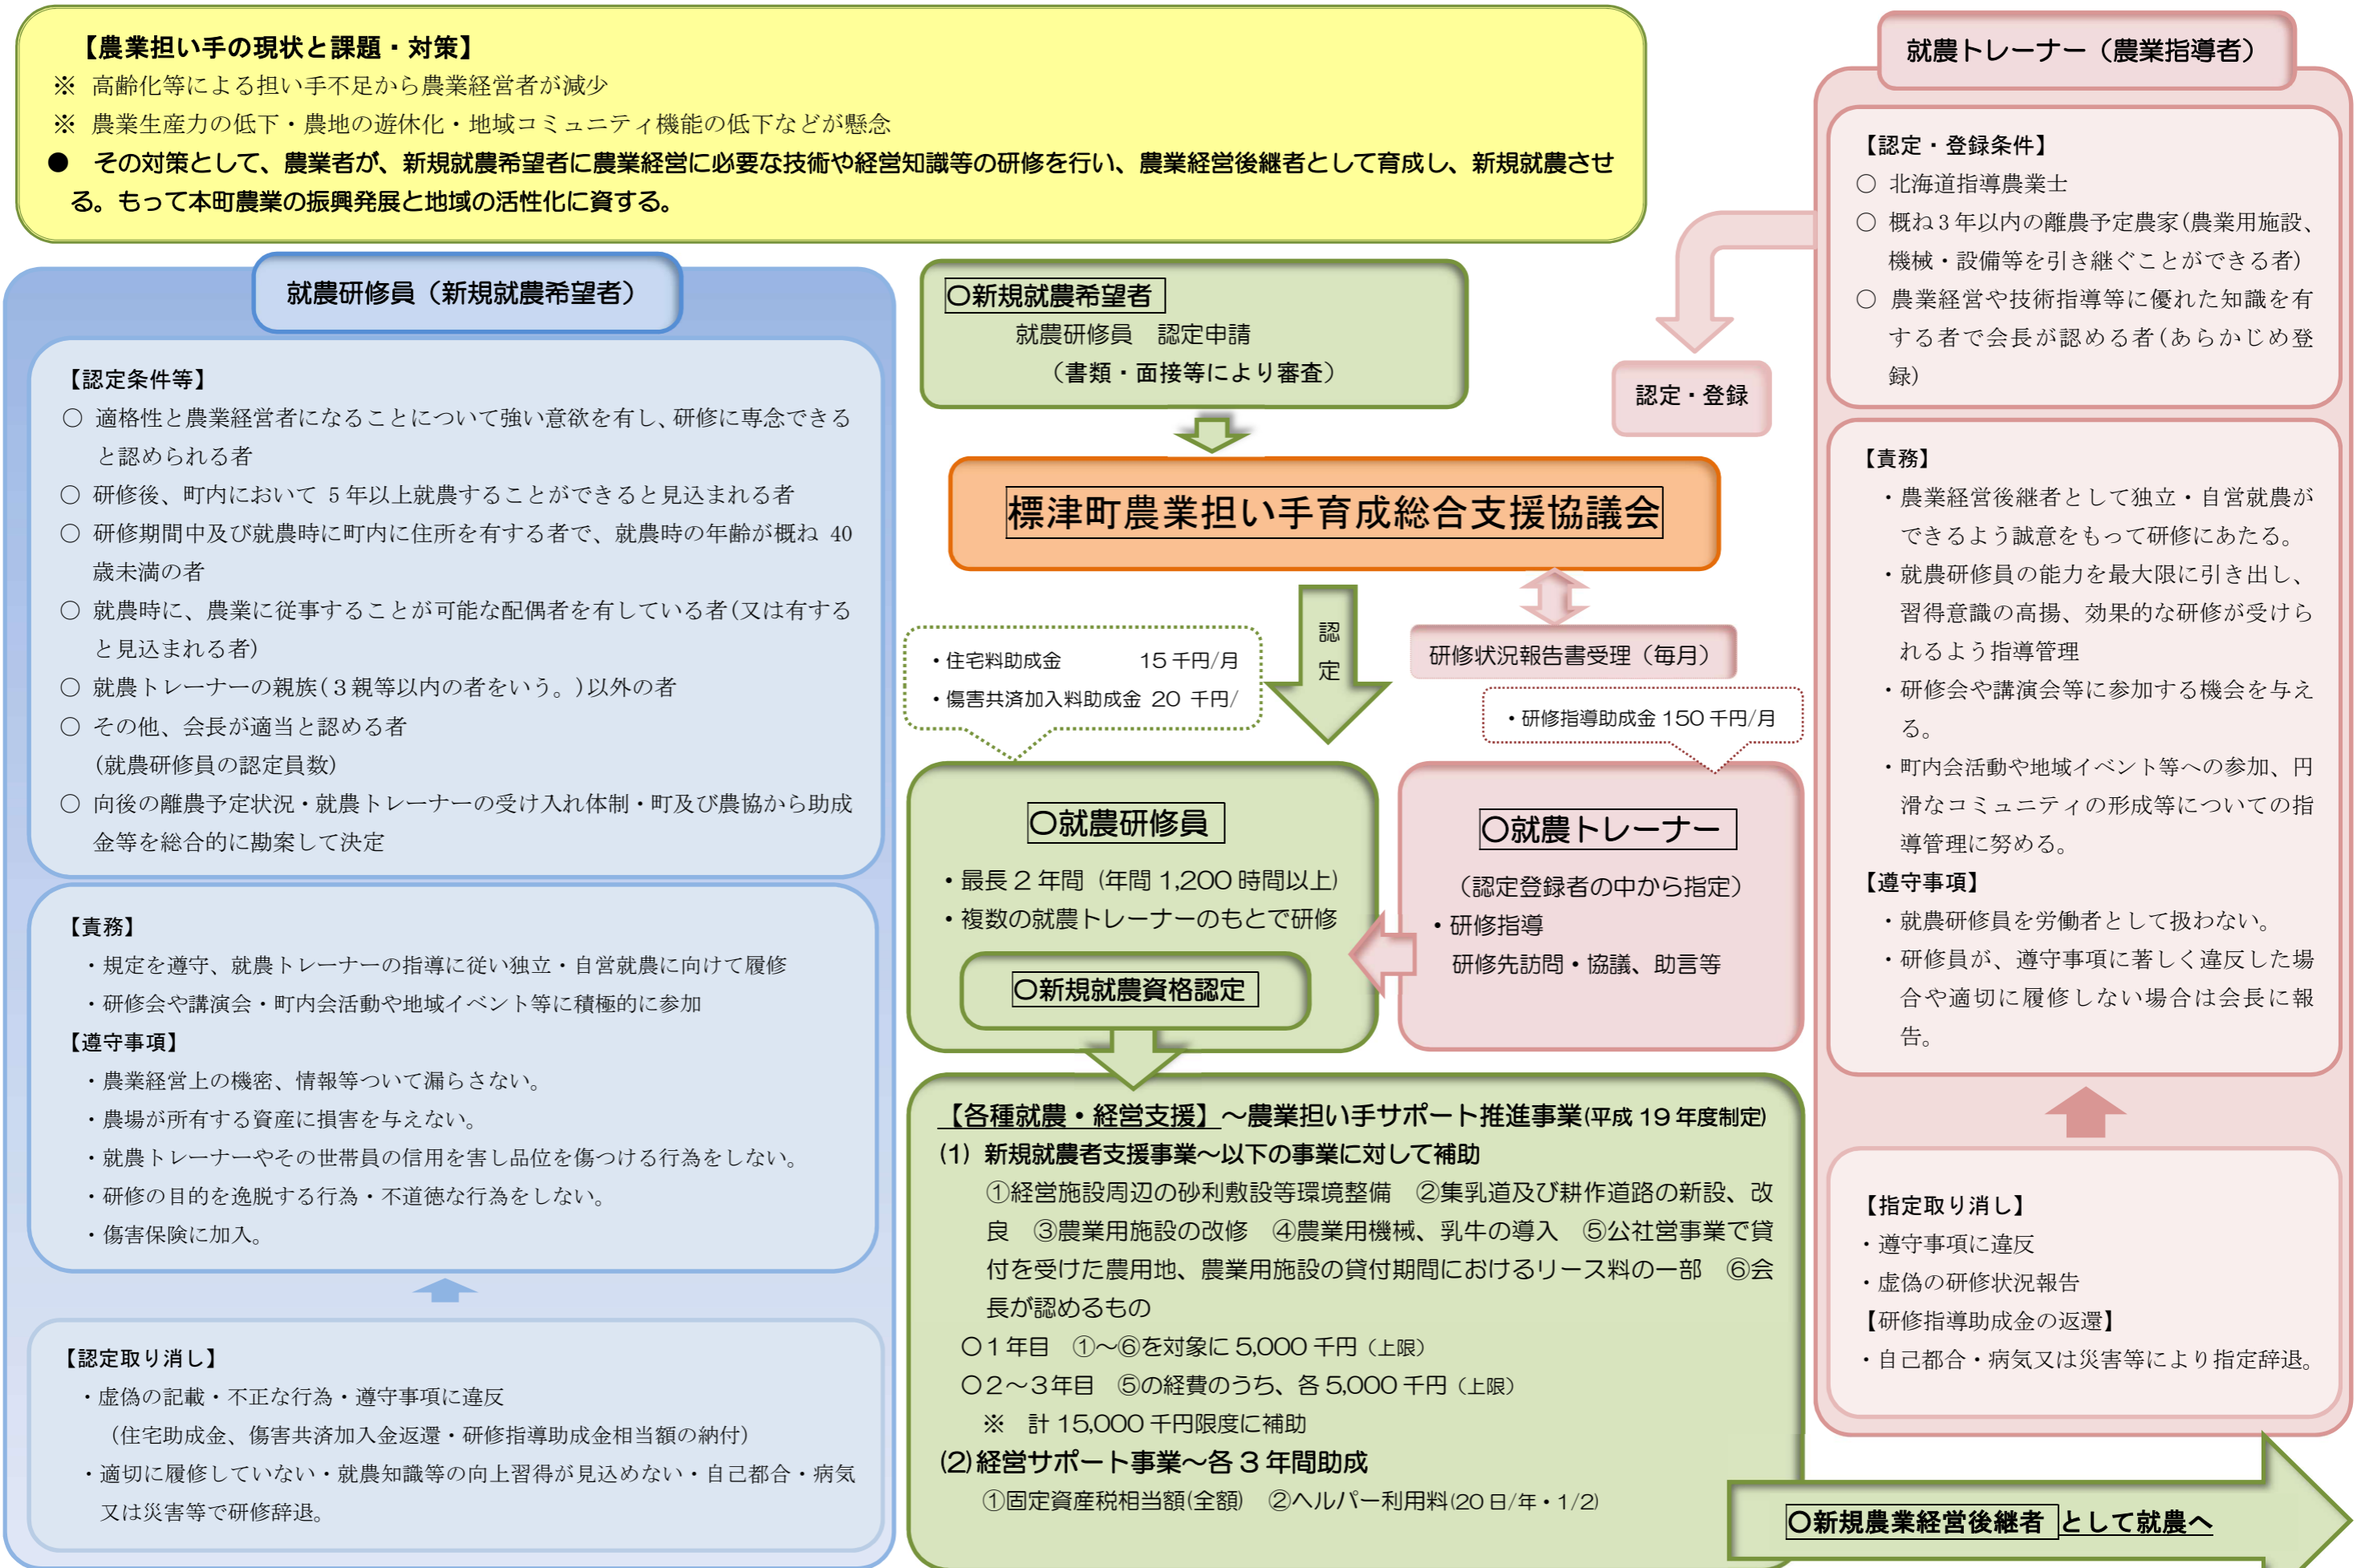 【農業担い手の現状と課題・対策】
※ 高齢化等による担い手不足から農業経営者が減少
※ 農業生産力の低下・農地の遊休化・地域コミュニティ機能の低下などが懸念
● その対策として、農業者が、新規就農希望者に農業経営に必要な技術や経営知識等の研修を行い、農業経営後継者として育成し、新規就農させ
る。もって本町農業の振興発展と地域の活性化に資する。
就農研修員（新規就農希望者）
【認定条件等】
○ 適格性と農業経営者になることについて強い意欲を有し、研修に専念できる
と認められる者
○ 研修後、町内において 5 年以上就農することができると見込まれる者
○ 研修期間中及び就農時に町内に住所を有する者で、就農時の年齢が概ね 40
歳未満の者
○ 就農時に、農業に従事することが可能な配偶者を有している者(又は有する
と見込まれる者)
○ 就農トレーナーの親族(３親等以内の者をいう。)以外の者
○ その他、会長が適当と認める者
(就農研修員の認定員数)
○ 向後の離農予定状況・就農トレーナーの受け入れ体制・町及び農協から助成
金等を総合的に勘案して決定
【責務】
・規定を遵守、就農トレーナーの指導に従い独立・自営就農に向けて履修
・研修会や講演会・町内会活動や地域イベント等に積極的に参加
【遵守事項】
・農業経営上の機密、情報等ついて漏らさない。
・農場が所有する資産に損害を与えない。
・就農トレーナーやその世帯員の信用を害し品位を傷つける行為をしない。
・研修の目的を逸脱する行為・不道徳な行為をしない。
・傷害保険に加入。
【認定取り消し】
・虚偽の記載・不正な行為・遵守事項に違反
（住宅助成金、傷害共済加入金返還・研修指導助成金相当額の納付）
・適切に履修していない・就農知識等の向上習得が見込めない・自己都合・病気
又は災害等で研修辞退。
〇新規就農希望者
就農研修員　認定申請
（書類・面接等により審査）
標津町農業担い手育成総合支援協議会
認
定
・住宅料助成金　15 千円/月
・傷害共済加入料助成金 20 千円/
研修状況報告書受理（毎月）
・研修指導助成金 150 千円/月
〇就農研修員
・最長 2 年間（年間 1,200 時間以上）
・複数の就農トレーナーのもとで研修
〇新規就農資格認定
〇就農トレーナー
（認定登録者の中から指定）
・研修指導
研修先訪問・協議、助言等
【各種就農・経営支援】～農業担い手サポート推進事業(平成 19 年度制定)
(1) 新規就農者支援事業～以下の事業に対して補助
①経営施設周辺の砂利敷設等環境整備　②集乳道及び耕作道路の新設、改
良　③農業用施設の改修　④農業用機械、乳牛の導入　⑤公社営事業で貸
付を受けた農用地、農業用施設の貸付期間におけるリース料の一部　⑥会
長が認めるもの
〇１年目　①～⑥を対象に 5,000 千円（上限）
〇２～３年目　⑤の経費のうち、各 5,000 千円（上限）
※　計 15,000 千円限度に補助
(2)経営サポート事業～各 3 年間助成
①固定資産税相当額(全額)　②ヘルパー利用料(20 日/年・1/2)
〇新規農業経営後継者 として就農へ
就農トレーナー（農業指導者）
認定・登録
【認定・登録条件】
○ 北海道指導農業士
○ 概ね３年以内の離農予定農家(農業用施設、
機械・設備等を引き継ぐことができる者)
○ 農業経営や技術指導等に優れた知識を有
する者で会長が認める者(あらかじめ登
録)
【責務】
・農業経営後継者として独立・自営就農が
できるよう誠意をもって研修にあたる。
・就農研修員の能力を最大限に引き出し、
習得意識の高揚、効果的な研修が受けら
れるよう指導管理
・研修会や講演会等に参加する機会を与え
る。
・町内会活動や地域イベント等への参加、円
滑なコミュニティの形成等についての指
導管理に努める。
【遵守事項】
・就農研修員を労働者として扱わない。
・研修員が、遵守事項に著しく違反した場
合や適切に履修しない場合は会長に報
告。
【指定取り消し】
・遵守事項に違反
・虚偽の研修状況報告
【研修指導助成金の返還】
・自己都合・病気又は災害等により指定辞退。